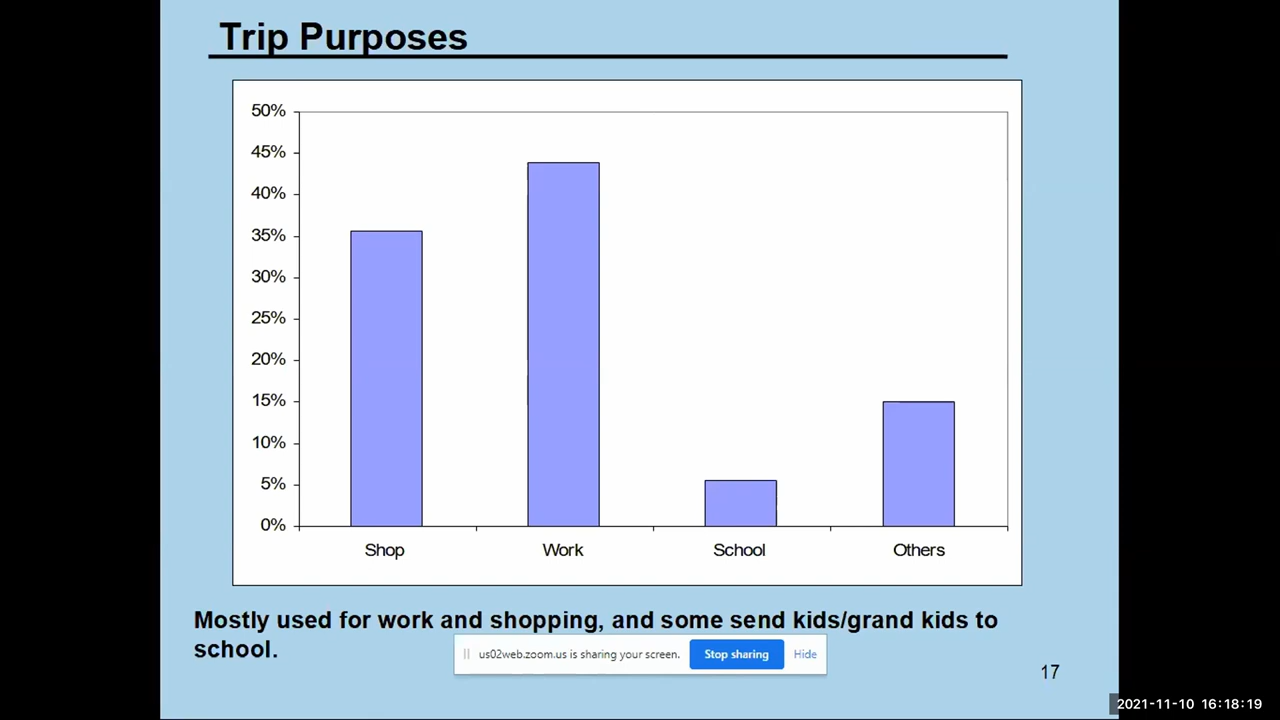 Trip Purposes
50%
45%
40%
35%
30%
25%
20%
15%
10%
5%
0%
Shop Work School Others
Mostly used for work and shopping, and some send kids/grand kids to
school.
us02web.zoom.us is sharing your screen. Stop sharing Hide
17
2021-11-10 16:18:19